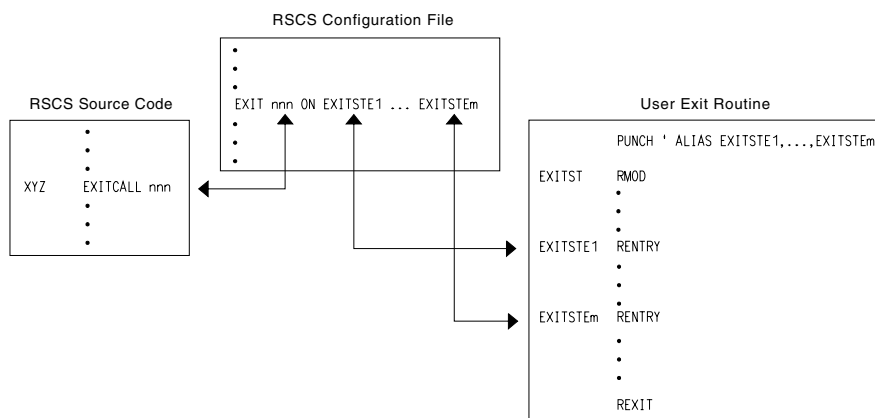 RSCS Configuration File
EXIT nnn ON EXITSTE1 ... EXITSTEm
RSCS Source Code
XYZ EXITCALL nnn
User Exit Routine
PUNCH ' ALIAS EXITSTE1,...,EXITSTEm
EXITST RMOD
EXITSTE1 RENTRY
EXITSTEm RENTRY
REXIT